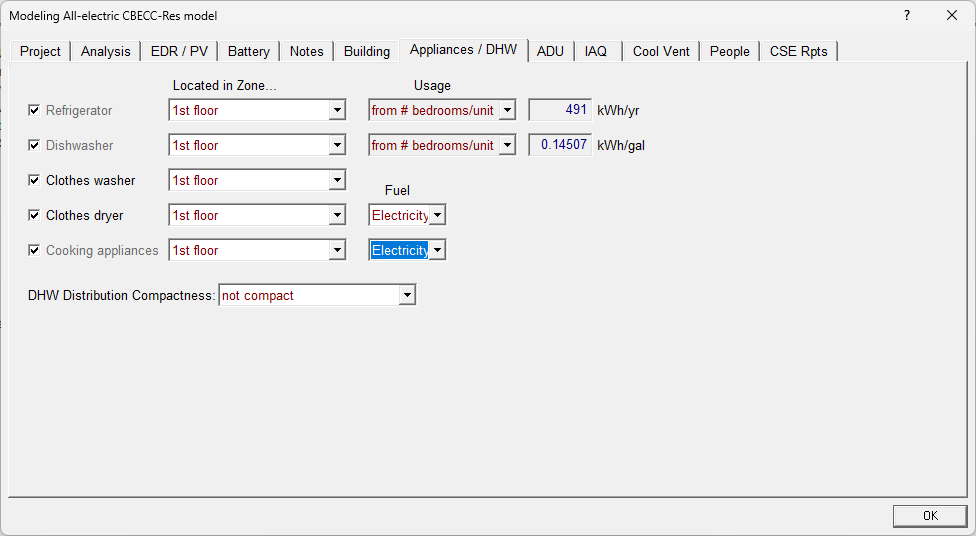 Modeling All-electric CBECC-Res model ?
Project Analysis EDR / PV Battery Notes Building Appliances / DHW ADU IAQ Cool Vent People CSE Rpts
Located in Zone... Usage
Refrigerator 1st floor from # bedrooms/unit 491 kWh/yr
Dishwasher 1st floor from # bedrooms/unit 0.14507 kWh/gal
Clothes washer 1st floor
Fuel
Clothes dryer 1st floor Electricity
Cooking appliances 1st floor Electricity
DHW Distribution Compactness: not compact
OK